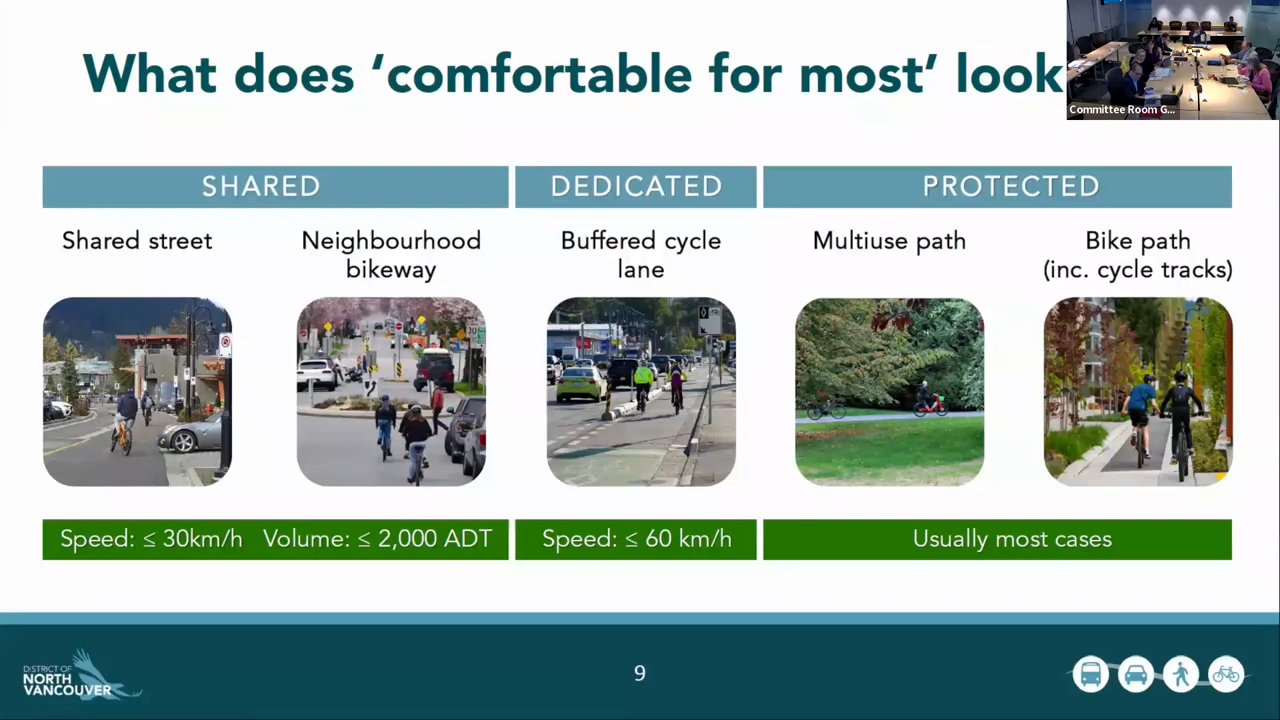 What does ‘comfortable for most’ look
Committee Room G...
SHARED
DEDICATED
PROTECTED
Shared street
Neighbourhood
bikeway
Buffered cycle
lane
Multiuse path
Bike path
(inc. cycle tracks)
30
Speed: ≤ 30km/h
Volume: ≤ 2,000 ADT
Speed: ≤ 60 km/h
Usually most cases
DISTRICT OF
NORTH
VANCOUVER
9